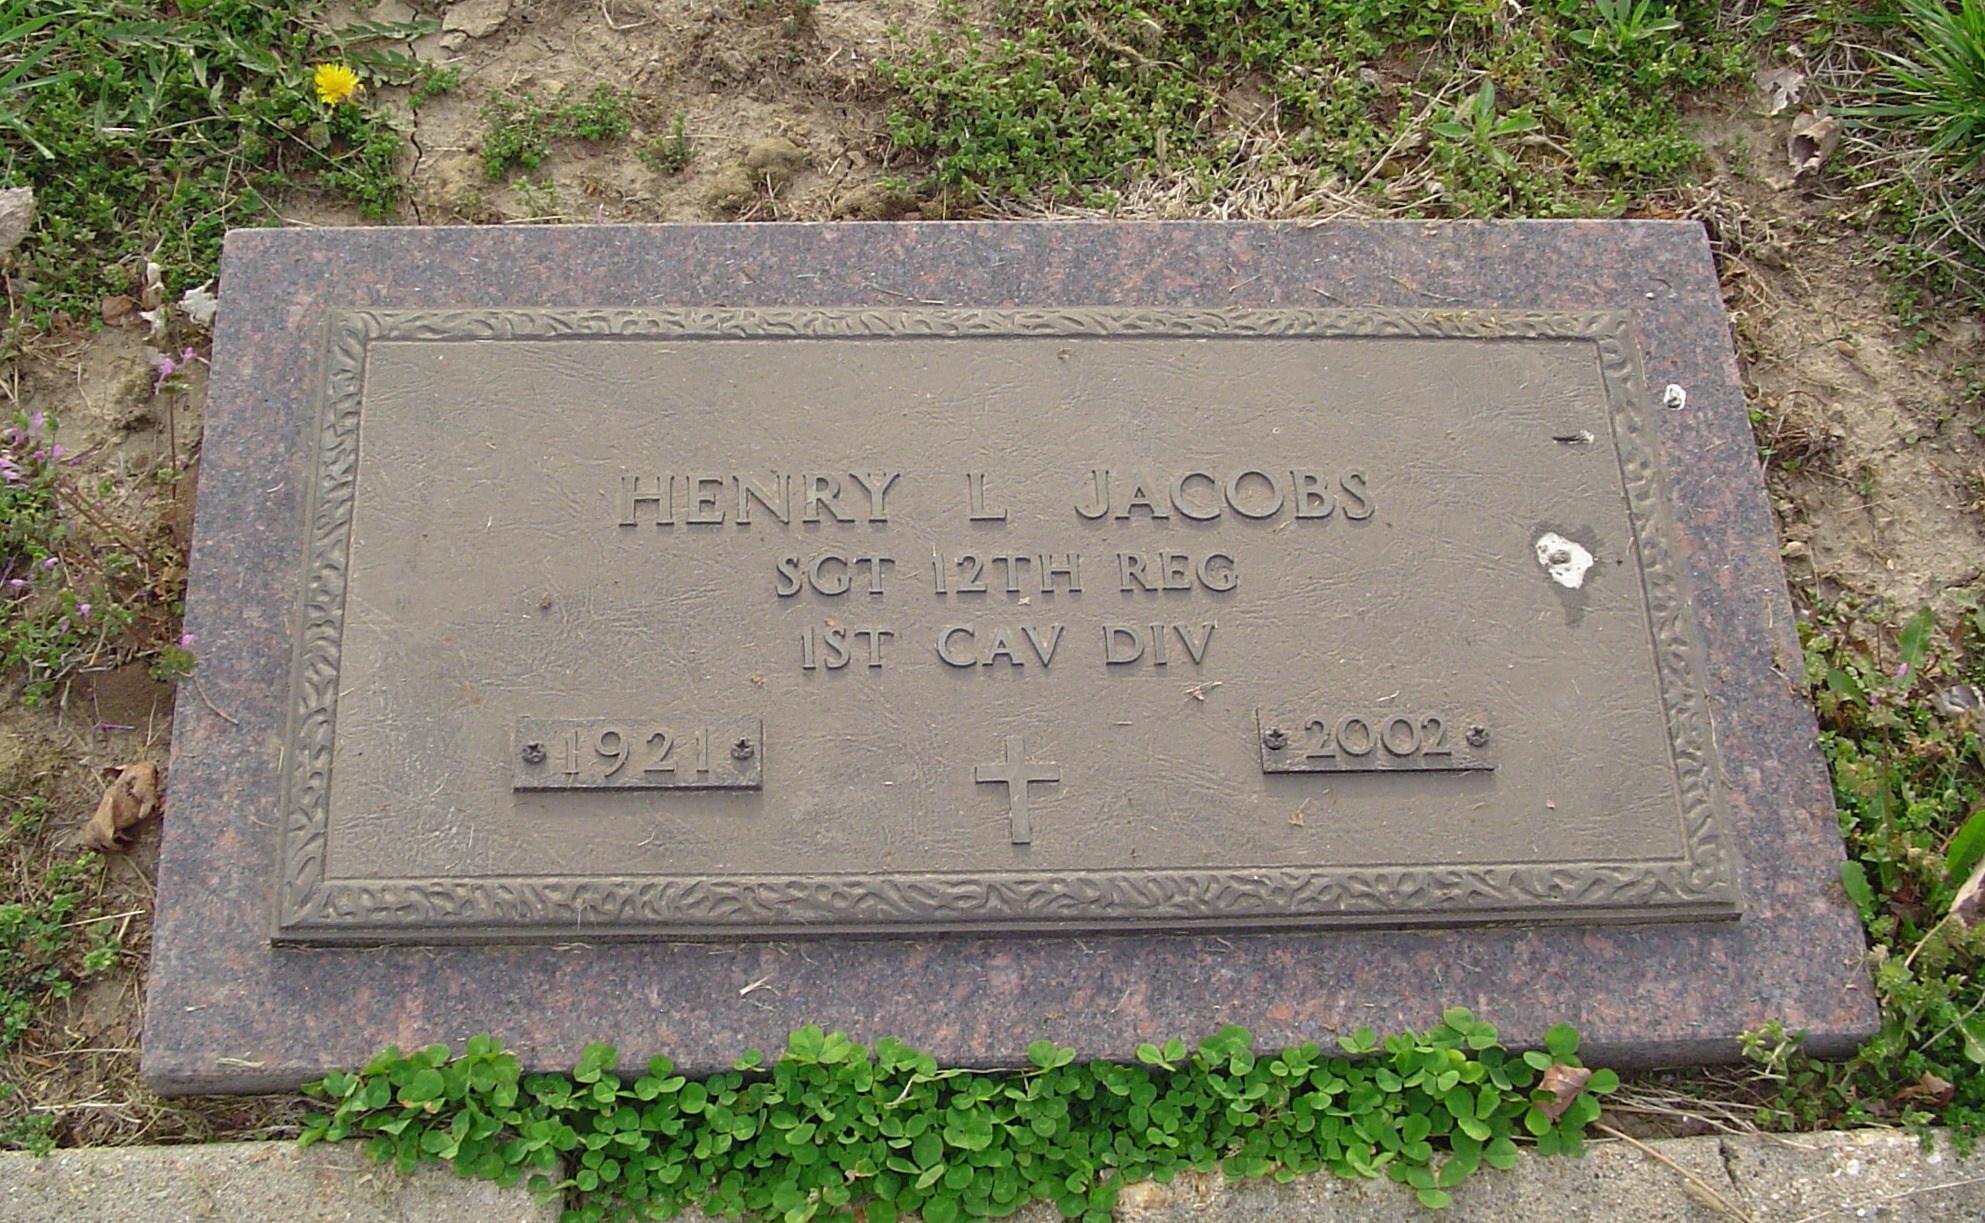 HENRY L JACOBS
SGT 12TH REG
1ST CAV DIV
1921 2002